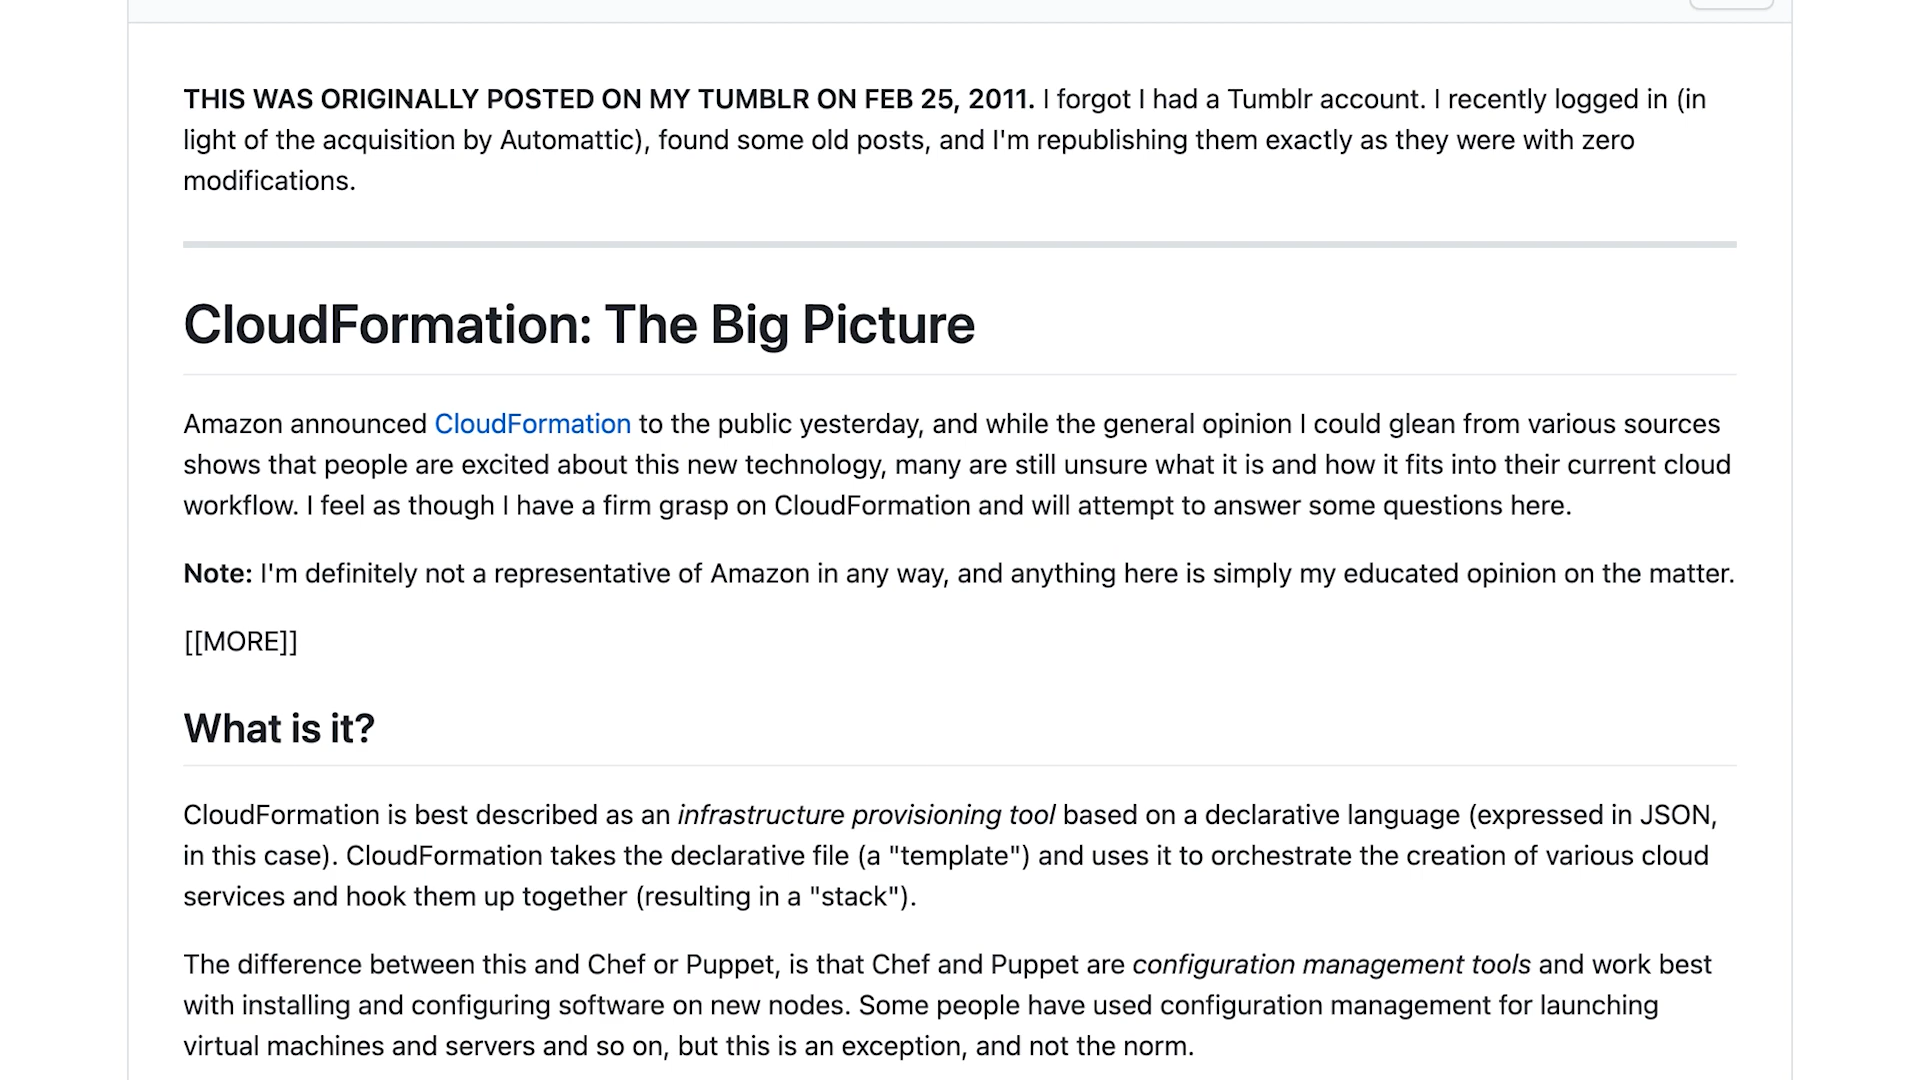 THIS WAS ORIGINALLY POSTED ON MY TUMBLR ON FEB 25, 2011. I forgot I had a Tumblr account. I recently logged in (in
light of the acquisition by Automattic), found some old posts, and I'm republishing them exactly as they were with zero
modifications.
CloudFormation: The Big Picture
Amazon announced CloudFormation to the public yesterday, and while the general opinion I could glean from various sources
shows that people are excited about this new technology, many are still unsure what it is and how it fits into their current cloud
workflow. I feel as though I have a firm grasp on CloudFormation and will attempt to answer some questions here.
Note: I'm definitely not a representative of Amazon in any way, and anything here is simply my educated opinion on the matter.
[[MORE]]
What is it?
CloudFormation is best described as an infrastructure provisioning tool based on a declarative language (expressed in JSON,
in this case). CloudFormation takes the declarative file (a "template") and uses it to orchestrate the creation of various cloud
services and hook them up together (resulting in a "stack").
The difference between this and Chef or Puppet, is that Chef and Puppet are configuration management tools and work best
with installing and configuring software on new nodes. Some people have used configuration management for launching
virtual machines and servers and so on, but this is an exception, and not the norm.